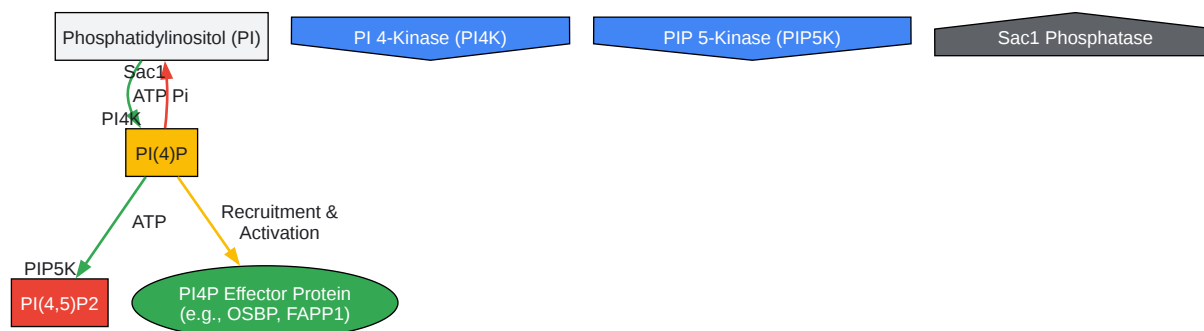 Phosphatidylinositol (PI)
PI 4-Kinase (PI4K)
PIP 5-Kinase (PIP5K)
Sac1 Phosphatase
Sac1
ATP Pi
PI4K
PI(4)P
ATP
Recruitment &
Activation
PIP5K
PI(4,5)P2
PI4P Effector Protein
(e.g., OSBP, FAPP1)